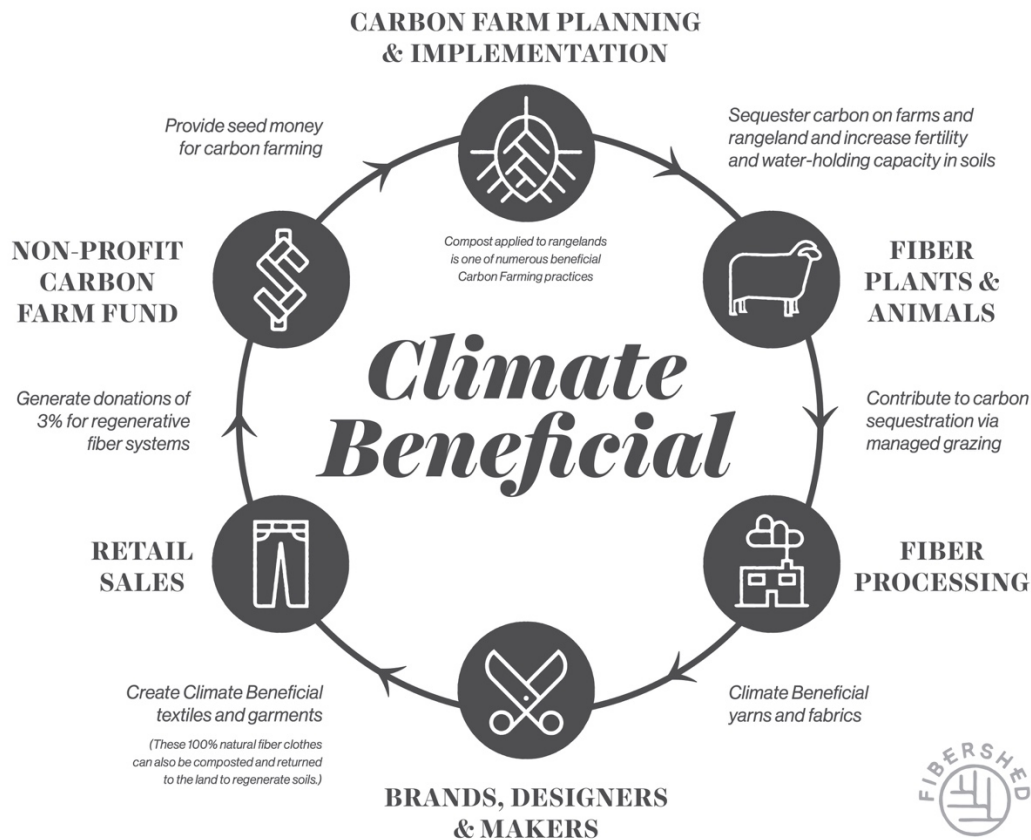 CARBON FARM PLANNING
& IMPLEMENTATION
Provide seed money
for carbon farming
Sequester carbon on farms and
rangeland and increase fertility
and water-holding capacity in soils
Compost applied to rangelands
is one of numerous beneficial
Carbon Farming practices
NON-PROFIT
CARBON
FARM FUND
FIBER
PLANTS &
ANIMALS
Climate
Beneficial
Generate donations of
3% for regenerative
fiber systems
Contribute to carbon
sequestration via
managed grazing
RETAIL
SALES
FIBER
PROCESSING
Create Climate Beneficial
textiles and garments
(These 100% natural fiber clothes
can also be composted and returned
to the land to regenerate soils.)
Climate Beneficial
yarns and fabrics
BRANDS, DESIGNERS
& MAKERS
FIBERSHED